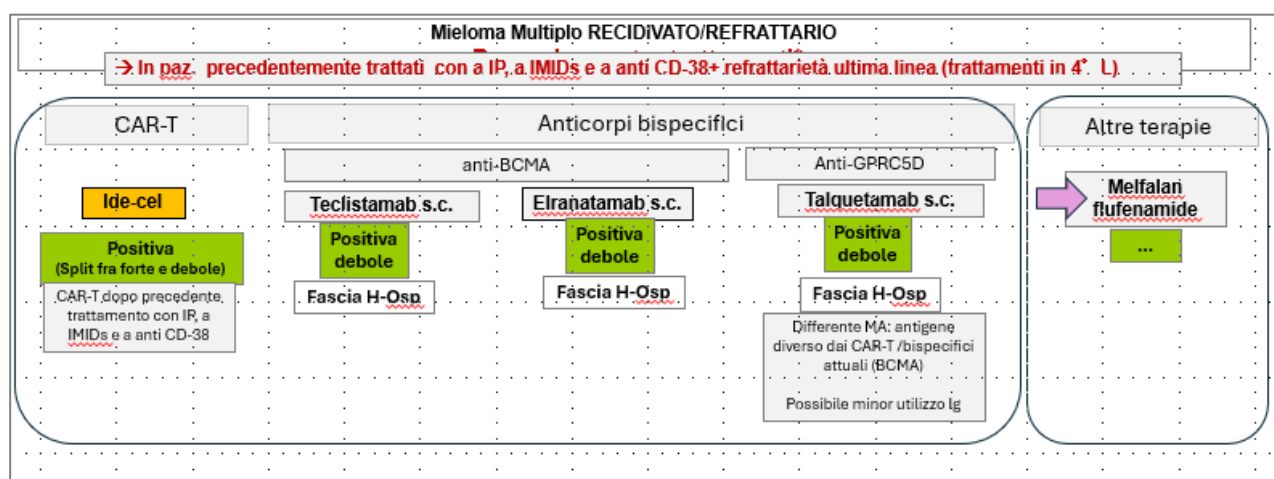 Mieloma Multiplo RECIDiVATO/REFRATTARIO
→ In paz. precedentemente trattati con a IP, a IMIDs e a anti CD-38+ refrattarietà ultima linea (trattamenti in 4° L)
CAR-T
Ide-cel
Positiva
(Split fra forte e debole)
CAR-T dopo precedente
trattamento con IP, a
IMIDs e a anti CD-38
Anticorpi bispecifici
anti-BCMA
Teclistamab s.c.
Positiva
debole
Fascia H-Osp
Elranatamab s.c.
Positiva
debole
Fascia H-Osp
Anti-GPRC5D
Talquetamab s.c.
Positiva
debole
Fascia H-Osp
Differente MA: antigene
diverso dai CAR-T /bispecifici
attuali (BCMA)
Possibile minor utilizzo Ig
Altre terapie
Melfalan
flufenamide
...